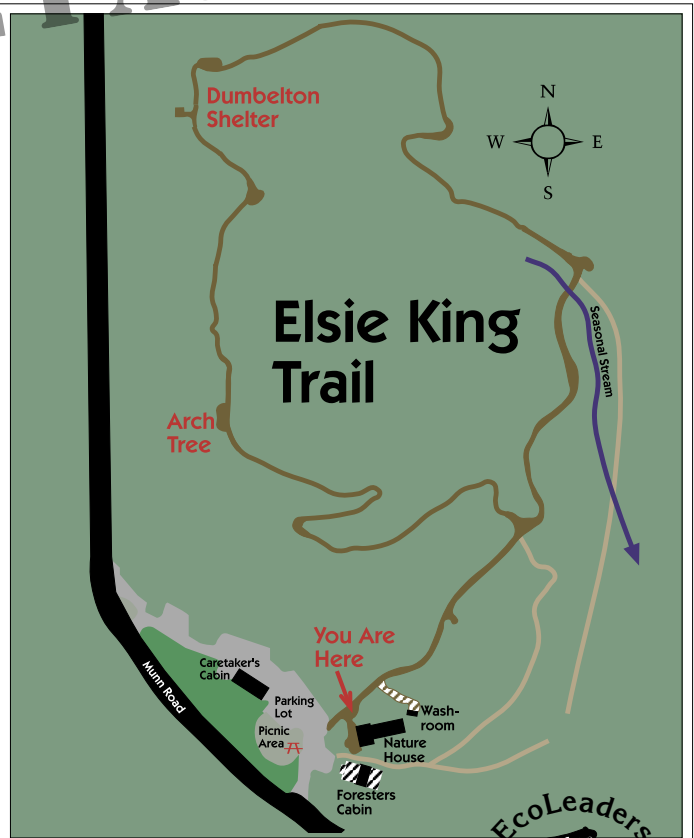 Dumbelton
Shelter
N
W
E
S
Elsie King
Trail
Seasonal Stream
Arch
Tree
You Are
Here
Caretaker's
Cabin
Munn Road
Parking
Lot
Picnic
Area
Wash-
room
Nature
House
Foresters
Cabin
EcoLeaders